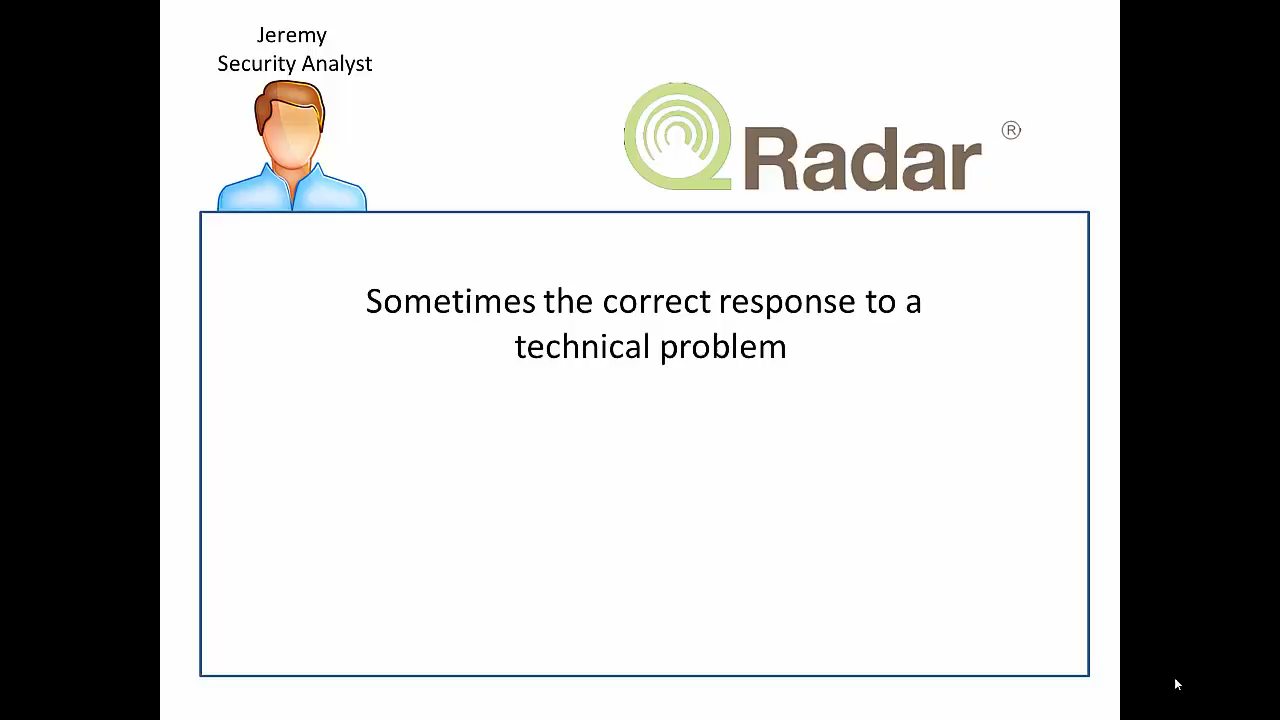 Jeremy
Security Analyst
QRadar ®
Sometimes the correct response to a
technical problem